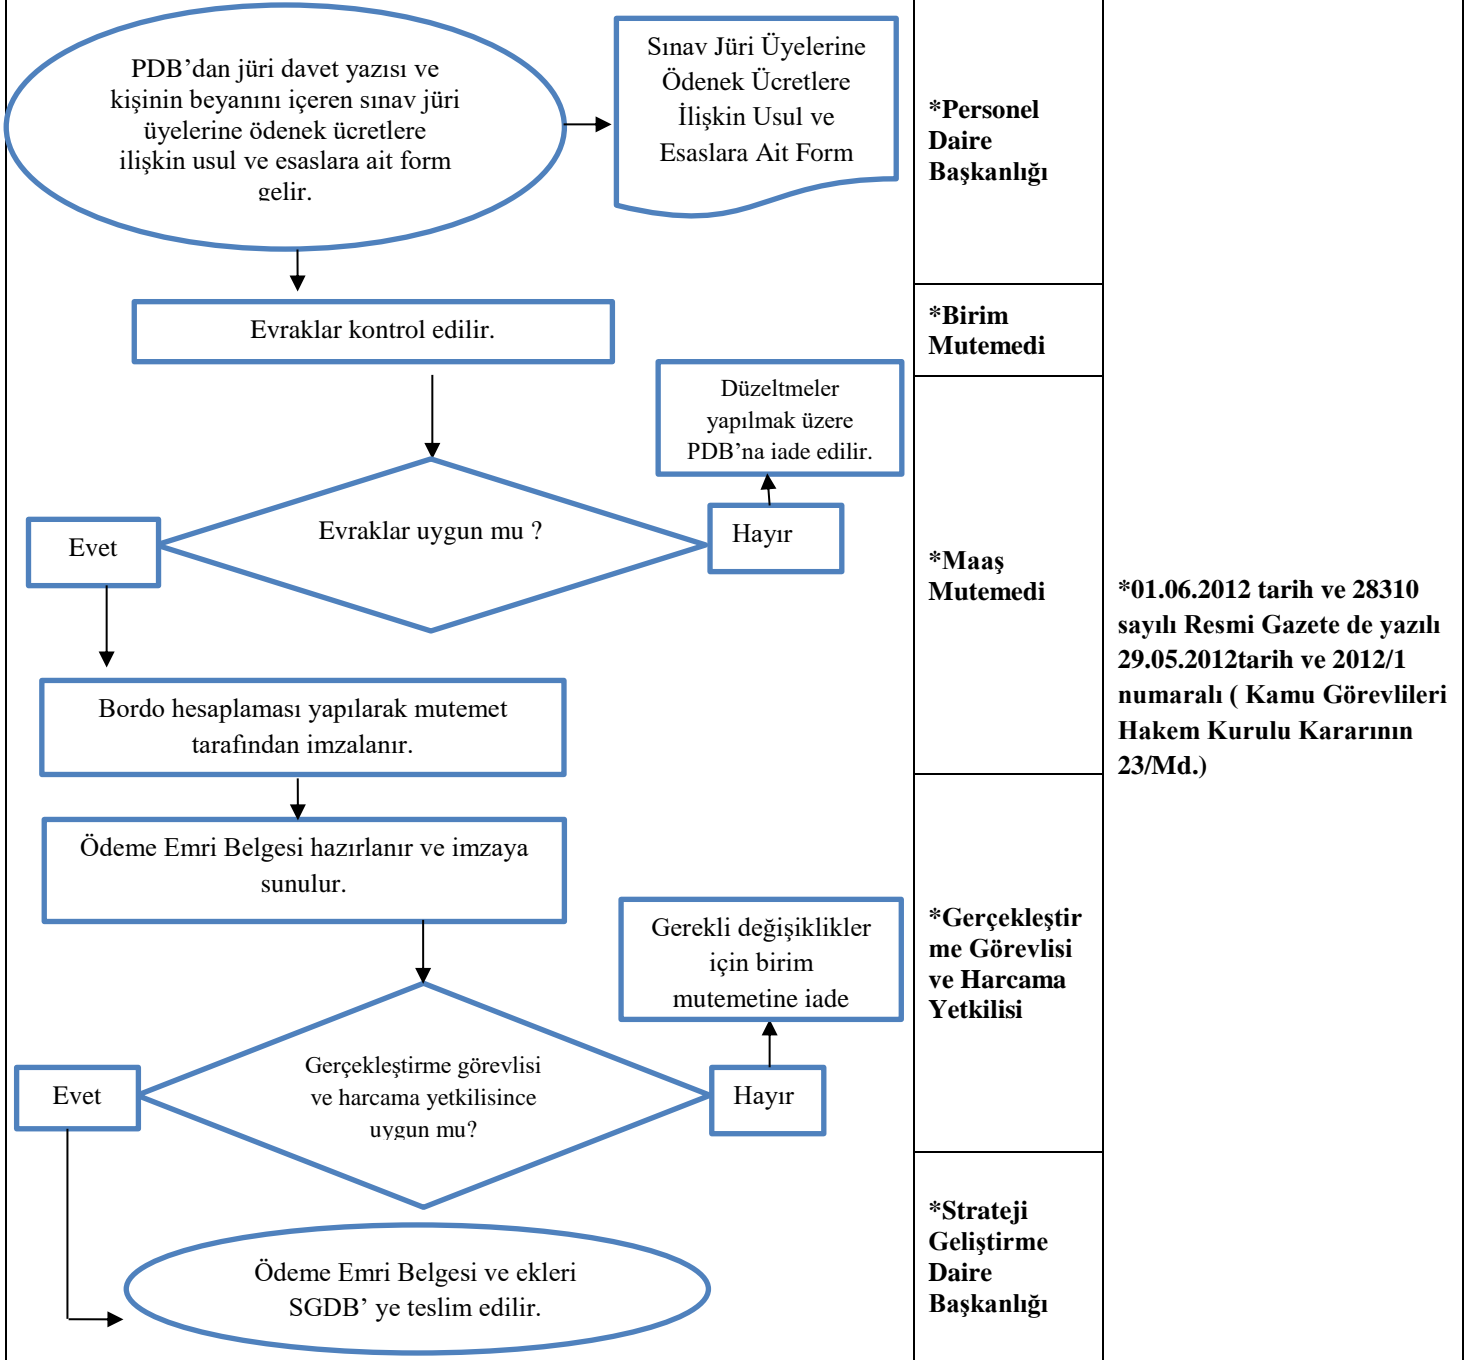 PDB’dan jüri davet yazısı ve
kişinin beyanını içeren sınav jüri
üyelerine ödenek ücretlere
ilişkin usul ve esaslara ait form
gelir.
Sınav Jüri Üyelerine
Ödenek Ücretlere
İlişkin Usul ve
Esaslara Ait Form
*Personel
Daire
Başkanlığı
Evraklar kontrol edilir.
*Birim
Mutemedi
Düzeltmeler
yapılmak üzere
PDB’na iade edilir.
Evet
Evraklar uygun mu ?
Hayır
*Maaş
Mutemedi
*01.06.2012 tarih ve 28310
sayılı Resmi Gazete de yazılı
29.05.2012tarih ve 2012/1
numaralı ( Kamu Görevlileri
Hakem Kurulu Kararının
23/Md.)
Bordo hesaplaması yapılarak mutemet
tarafından imzalanır.
Ödeme Emri Belgesi hazırlanır ve imzaya
sunulur.
Gerekli değişiklikler
için birim
mutemetine iade
*Gerçekleştir
me Görevlisi
ve Harcama
Yetkilisi
Evet
Gerçekleştirme görevlisi
ve harcama yetkilisince
uygun mu?
Hayır
Ödeme Emri Belgesi ve ekleri
SGDB’ ye teslim edilir.
*Strateji
Geliştirme
Daire
Başkanlığı